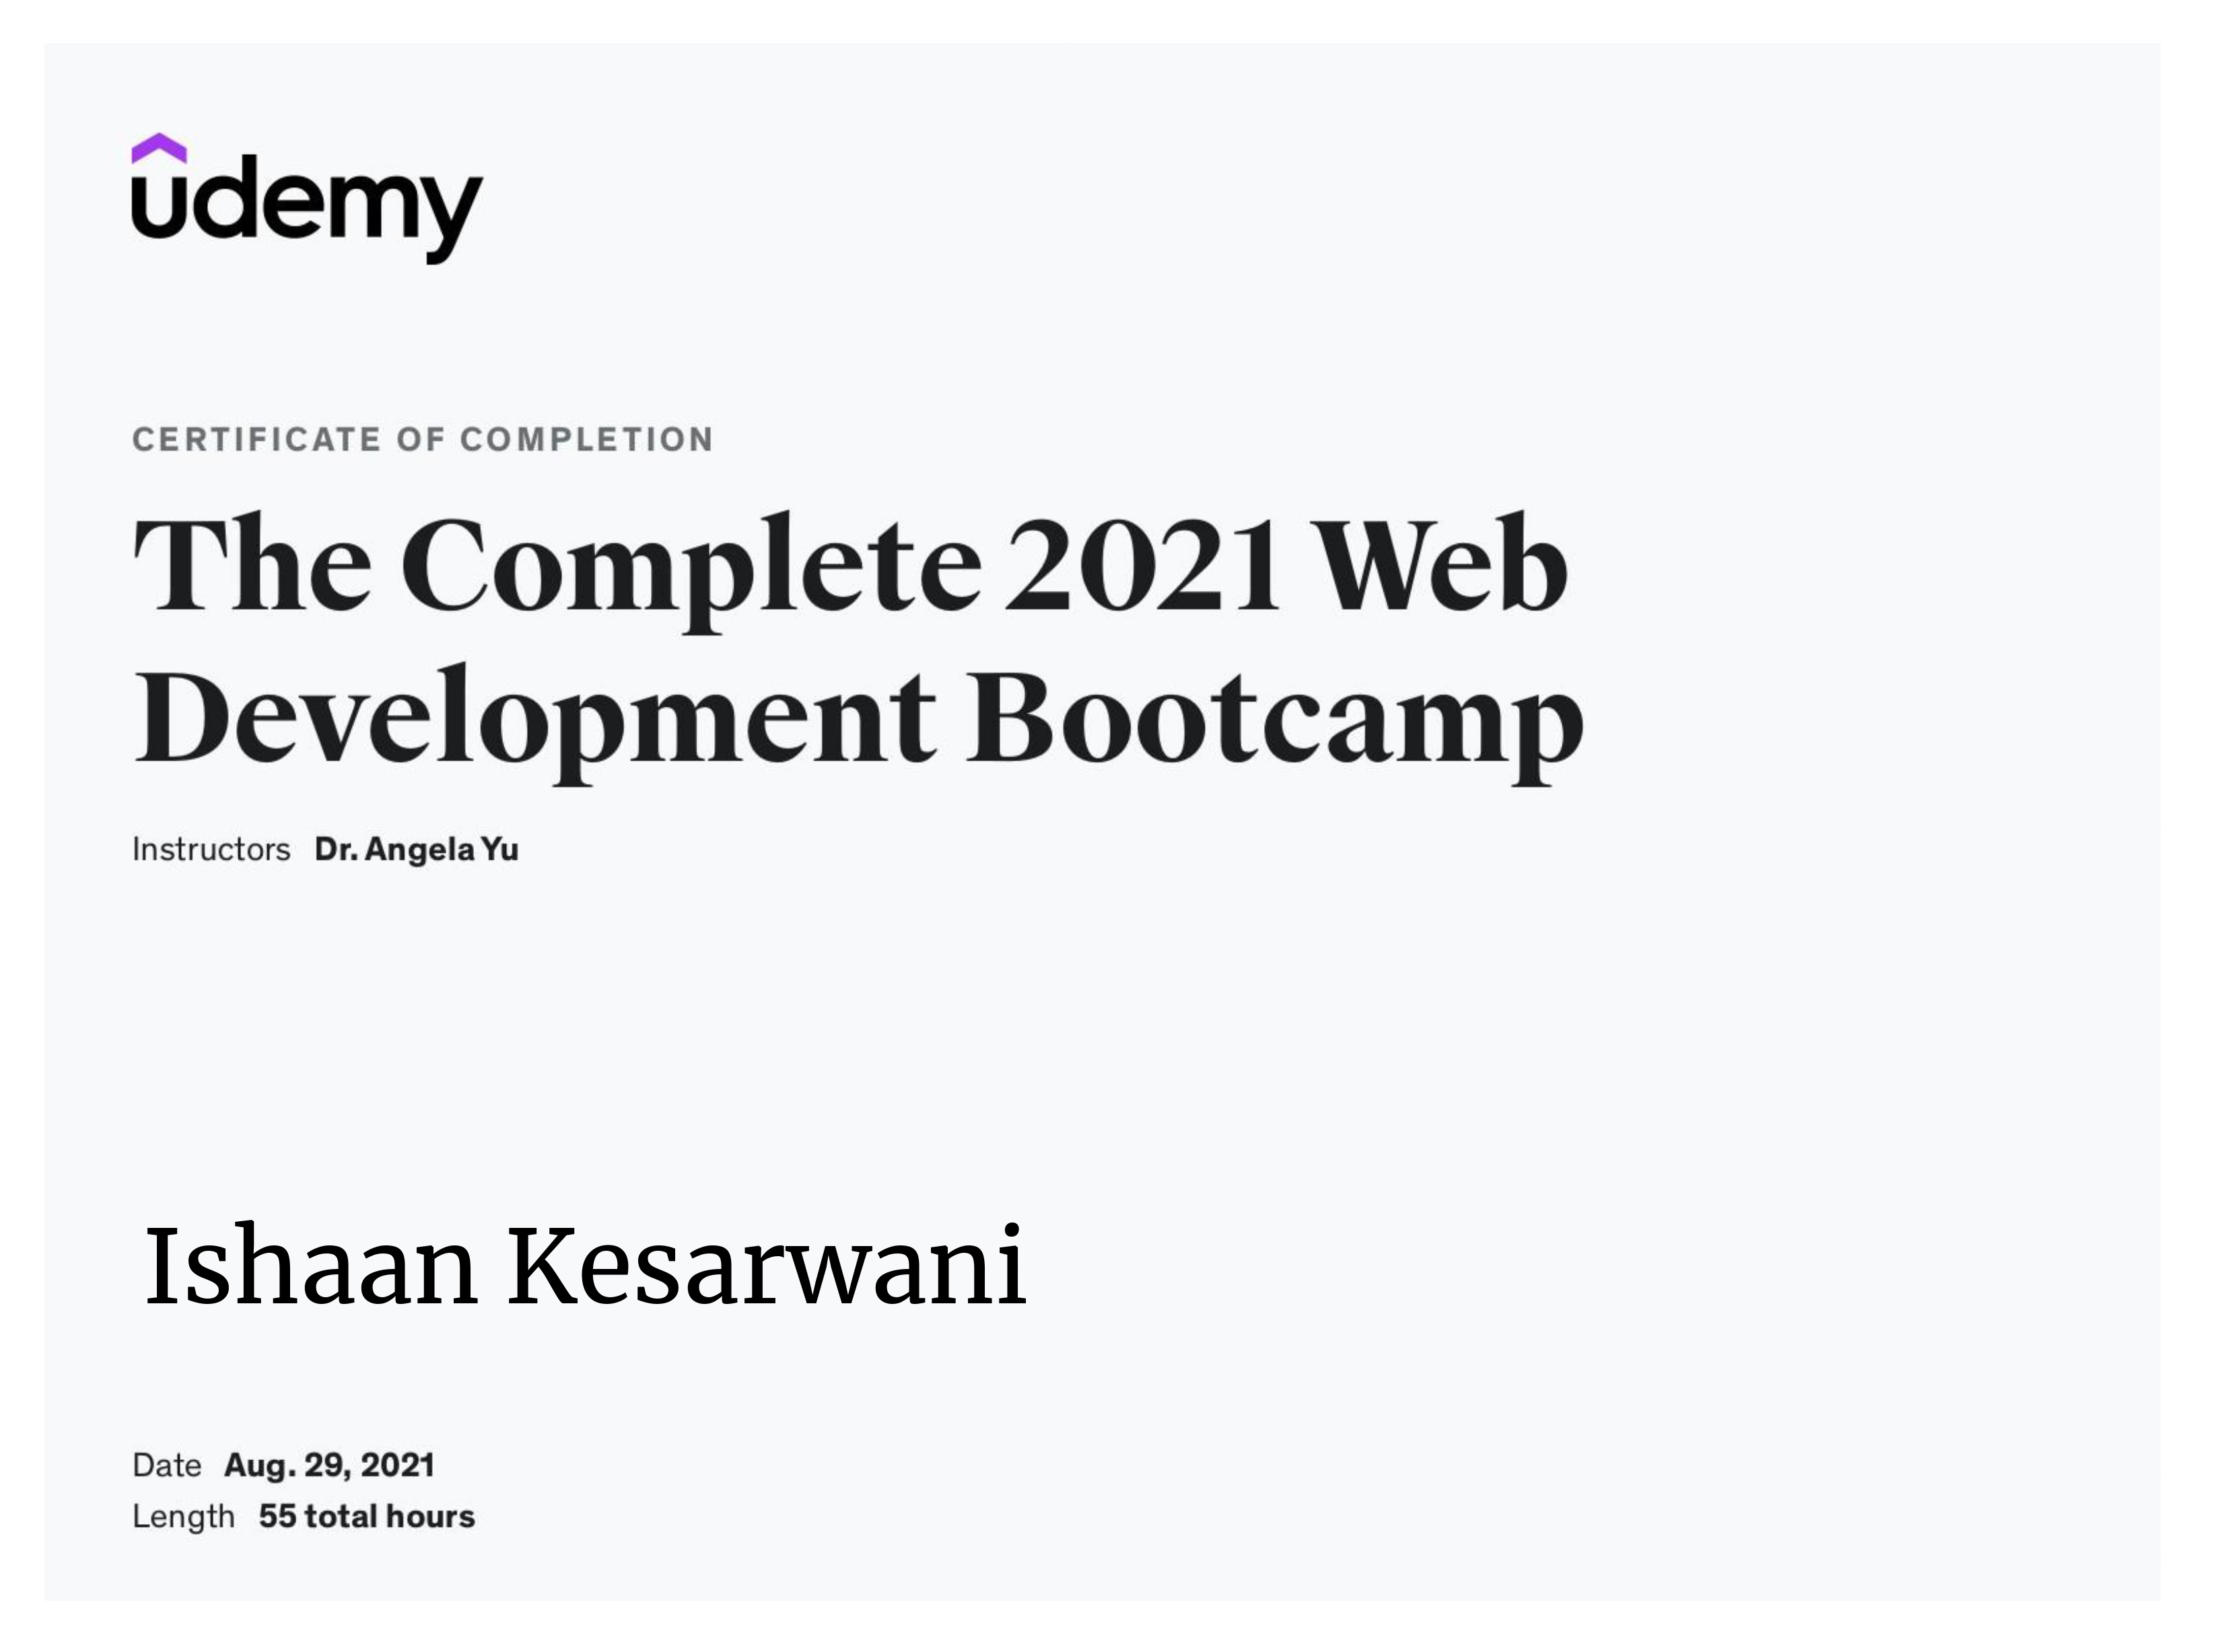 udemy
CERTIFICATE OF COMPLETION
The Complete 2021 Web
Development Bootcamp
Instructors Dr. Angela Yu
Ishaan Kesarwani
Date Aug. 29, 2021
Length 55 total hours